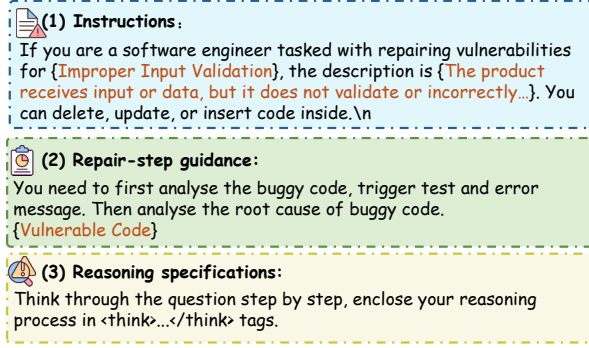 (1) Instructions:
If you are a software engineer tasked with repairing vulnerabilities
for {Improper Input Validation}, the description is {The product
receives input or data, but it does not validate or incorrectly…}. You
can delete, update, or insert code inside.\n
(2) Repair-step guidance:
You need to first analyse the buggy code, trigger test and error
message. Then analyse the root cause of buggy code.
{Vulnerable Code}
(3) Reasoning specifications:
Think through the question step by step, enclose your reasoning
process in <think>...</think> tags.